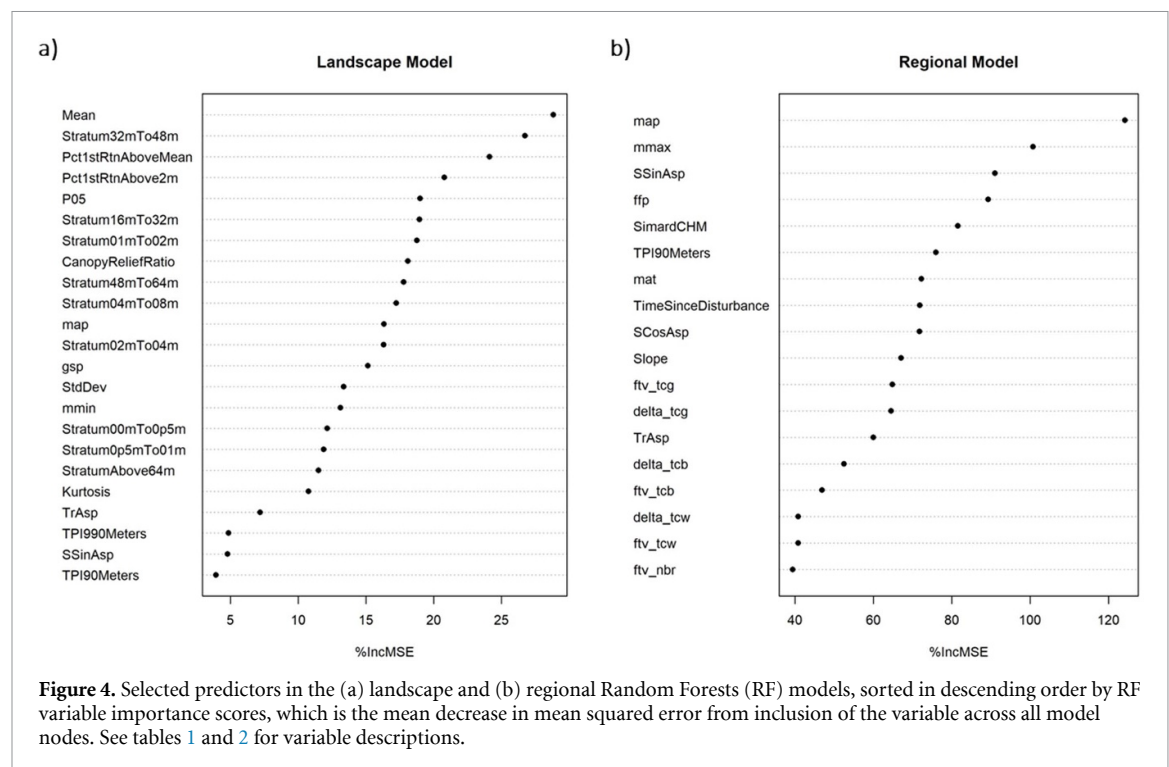 a)
Landscape Model
Mean
Stratum32mTo48m
Pct1stRtnAboveMean
Pct1stRtnAbove2m
P05
Stratum16mTo32m
Stratum01mTo02m
CanopyReliefRatio
Stratum48mTo64m
Stratum04mTo08m
map
Stratum02mTo04m
gsp
StdDev
mmin
Stratum00mTo0p5m
Stratum0p5mTo01m
StratumAbove64m
Kurtosis
TrAsp
TPI990Meters
SSinAsp
TPI90Meters
5 10 15 20 25
%IncMSE
b)
Regional Model
map
mmax
SSinAsp
ffp
SimardCHM
TPI90Meters
mat
TimeSinceDisturbance
SCosAsp
Slope
ftv_tcg
delta_tcg
TrAsp
delta_tcb
ftv_tcb
delta_tcw
ftv_tcw
ftv_nbr
40 60 80 100 120
%IncMSE
Figure 4. Selected predictors in the (a) landscape and (b) regional Random Forests (RF) models, sorted in descending order by RF
variable importance scores, which is the mean decrease in mean squared error from inclusion of the variable across all model
nodes. See tables 1 and 2 for variable descriptions.